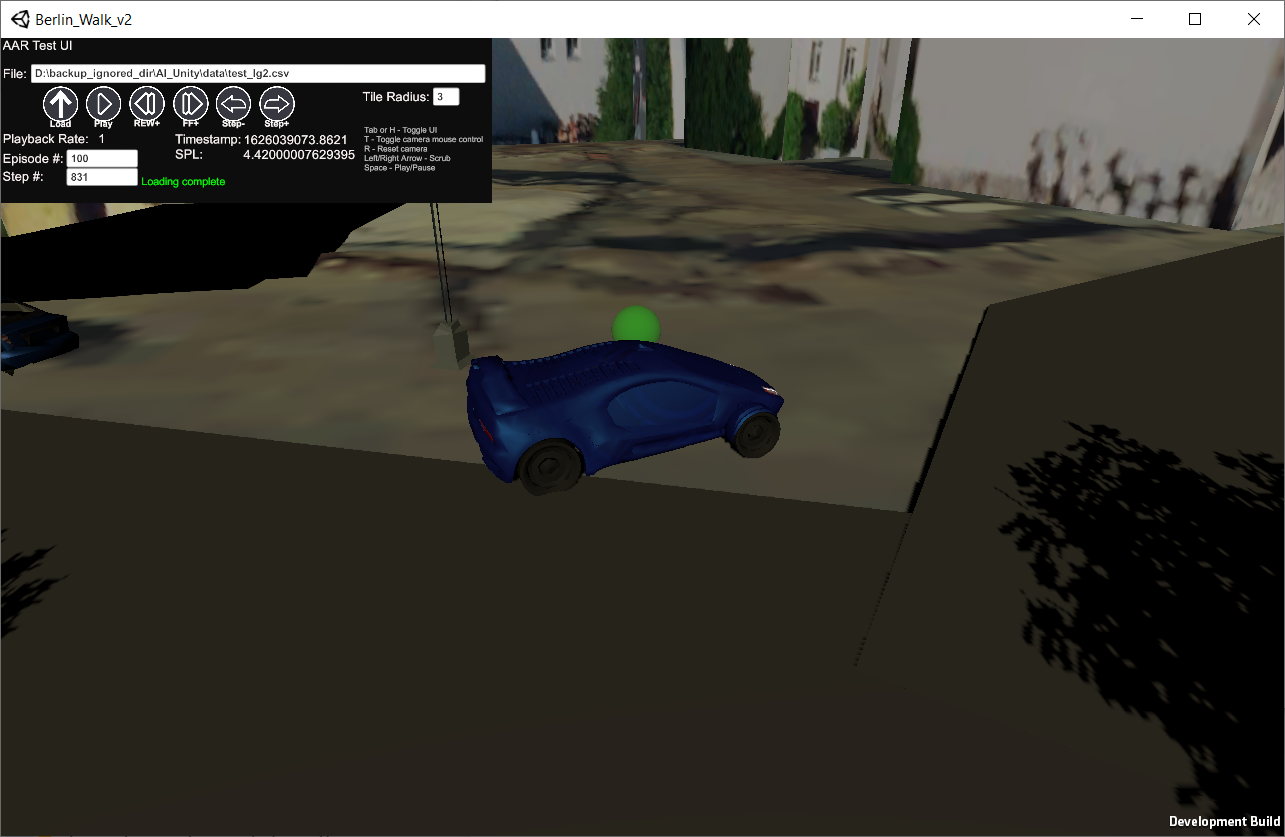 Berlin_Walk_v2
AAR Test UI
File: D:\backup_ignored_dir\AI_Unity\data\test_lg2.csv
Load Play REW+ FF+ Step- Step+
Tile Radius: 3
Playback Rate: 1
Timestamp: 1626039073.8621
SPL: 4.42000007629395
Episode #: 100
Step #: 831
Loading complete
Tab or H - Toggle UI
T - Toggle camera mouse control
R - Reset camera
Left/Right Arrow - Scrub
Space - Play/Pause
Development Build